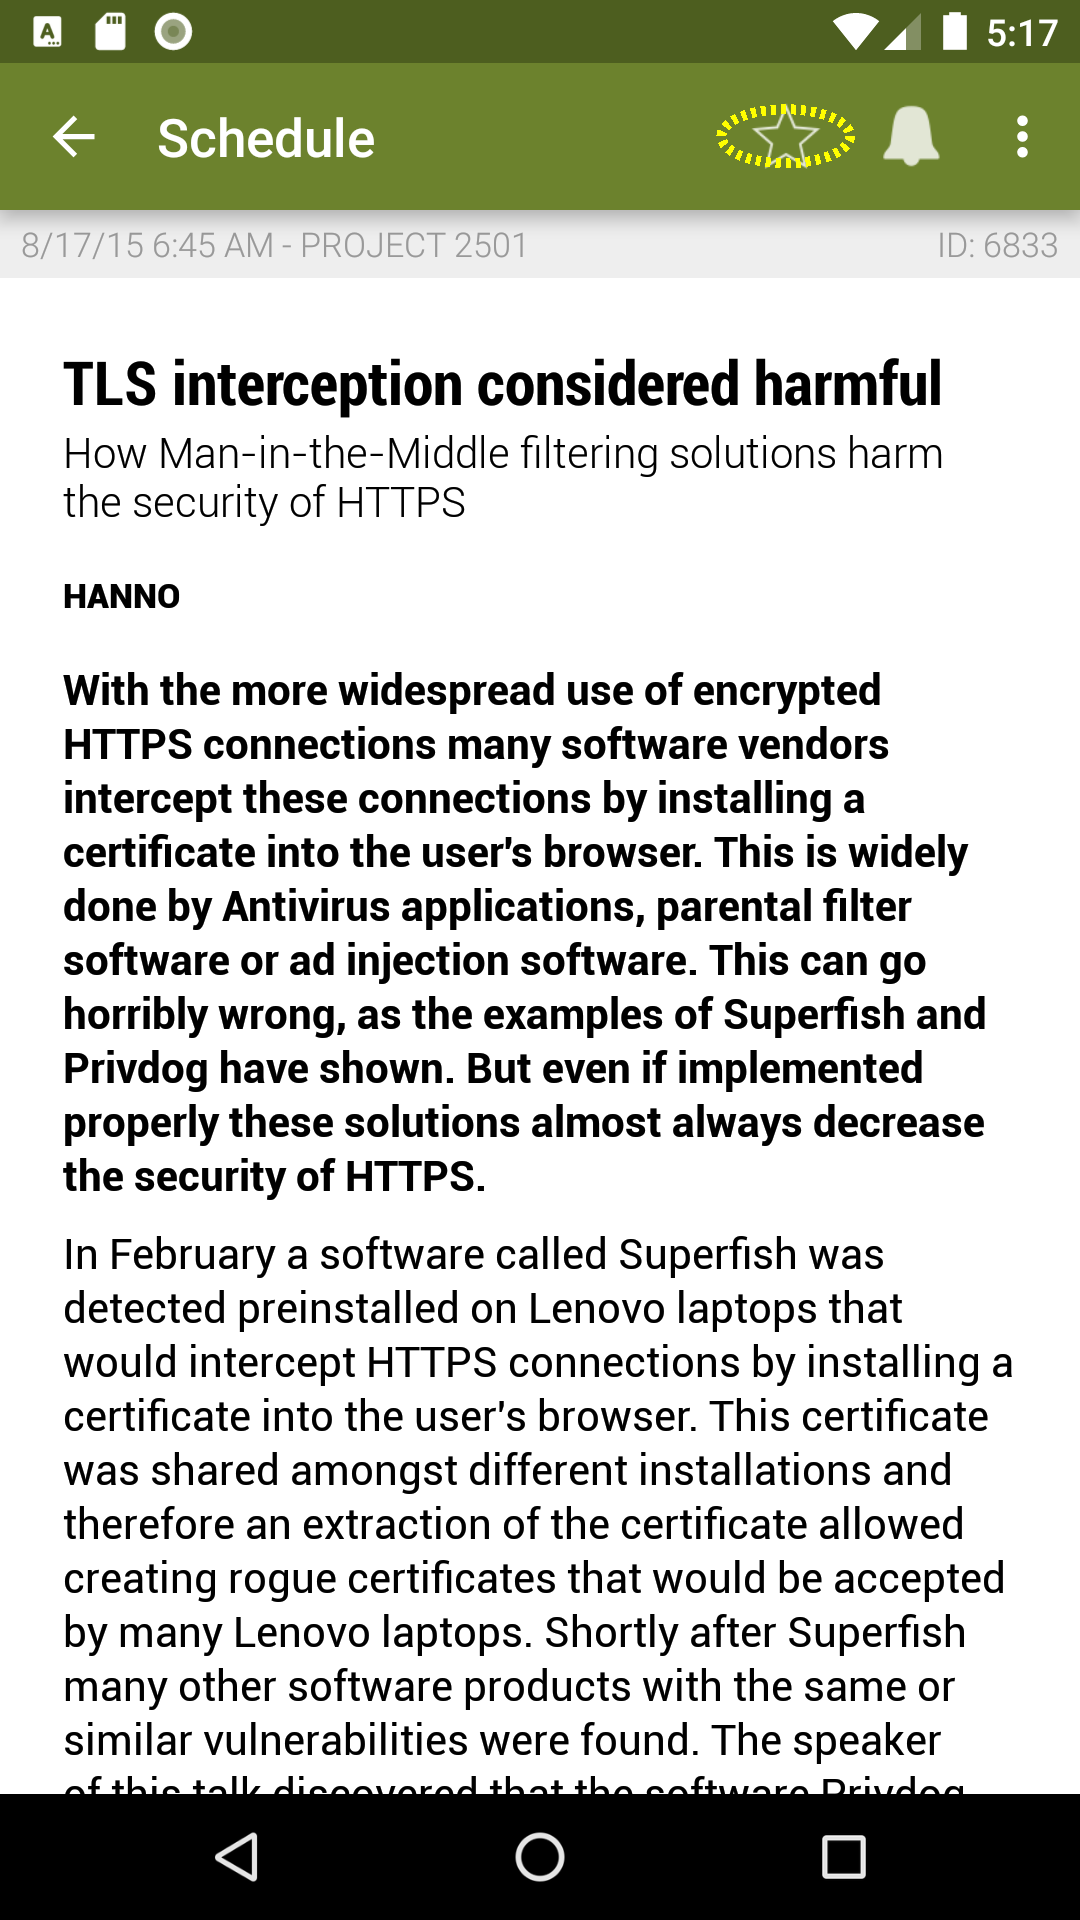 5:17
Schedule
8/17/15 6:45 AM - PROJECT 2501 ID: 6833
TLS interception considered harmful
How Man-in-the-Middle filtering solutions harm
the security of HTTPS
HANNO
With the more widespread use of encrypted
HTTPS connections many software vendors
intercept these connections by installing a
certificate into the user's browser. This is widely
done by Antivirus applications, parental filter
software or ad injection software. This can go
horribly wrong, as the examples of Superfish and
Privdog have shown. But even if implemented
properly these solutions almost always decrease
the security of HTTPS.
In February a software called Superfish was
detected preinstalled on Lenovo laptops that
would intercept HTTPS connections by installing a
certificate into the user's browser. This certificate
was shared amongst different installations and
therefore an extraction of the certificate allowed
creating rogue certificates that would be accepted
by many Lenovo laptops. Shortly after Superfish
many other software products with the same or
similar vulnerabilities were found. The speaker
of this talk discovered that the software Privdog